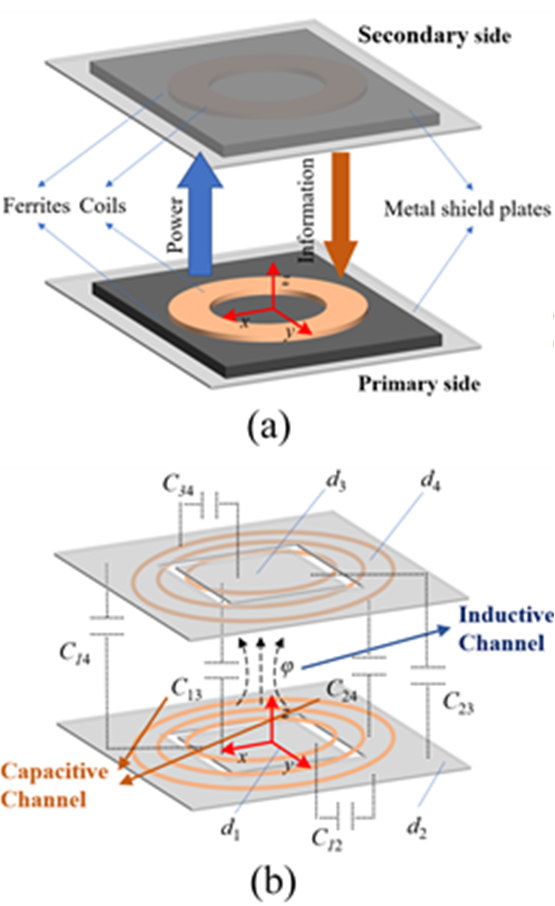 Secondary side
Ferrites Coils
Power
Information
Metal shield plates
z
x
y
Primary side
(a)
C34
d3
d4
Inductive
Channel
φ
C14
C13
C24
C23
z
x
y
Capacitive
Channel
d1
C12
d2
(b)